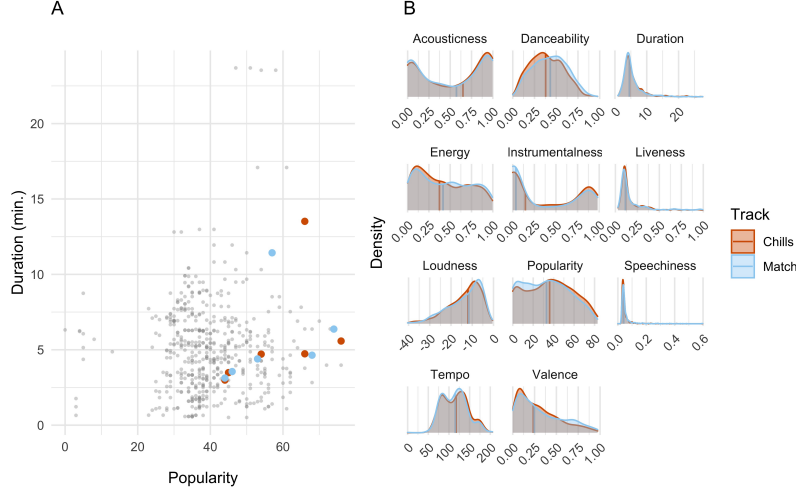 A
Duration (min.)
20
15
10
5
0
0 20 40 60
Popularity
B
Density
Acousticness Danceability Duration
0.00 0.25 0.50 0.75 1.00 0.00 0.25 0.50 0.75 1.00 0 10 20
Energy Instrumentalness Liveness
0.00 0.25 0.50 0.75 1.00 0.00 0.25 0.50 0.75 1.00 0.00 0.25 0.50 0.75 1.00
Loudness Popularity Speechiness
-40 -30 -20 -10 0 0 20 40 60 80 0.0 0.2 0.4 0.6
Tempo Valence
0 50 100 150 200 0.00 0.25 0.50 0.75 1.00
Track
Chills
Match